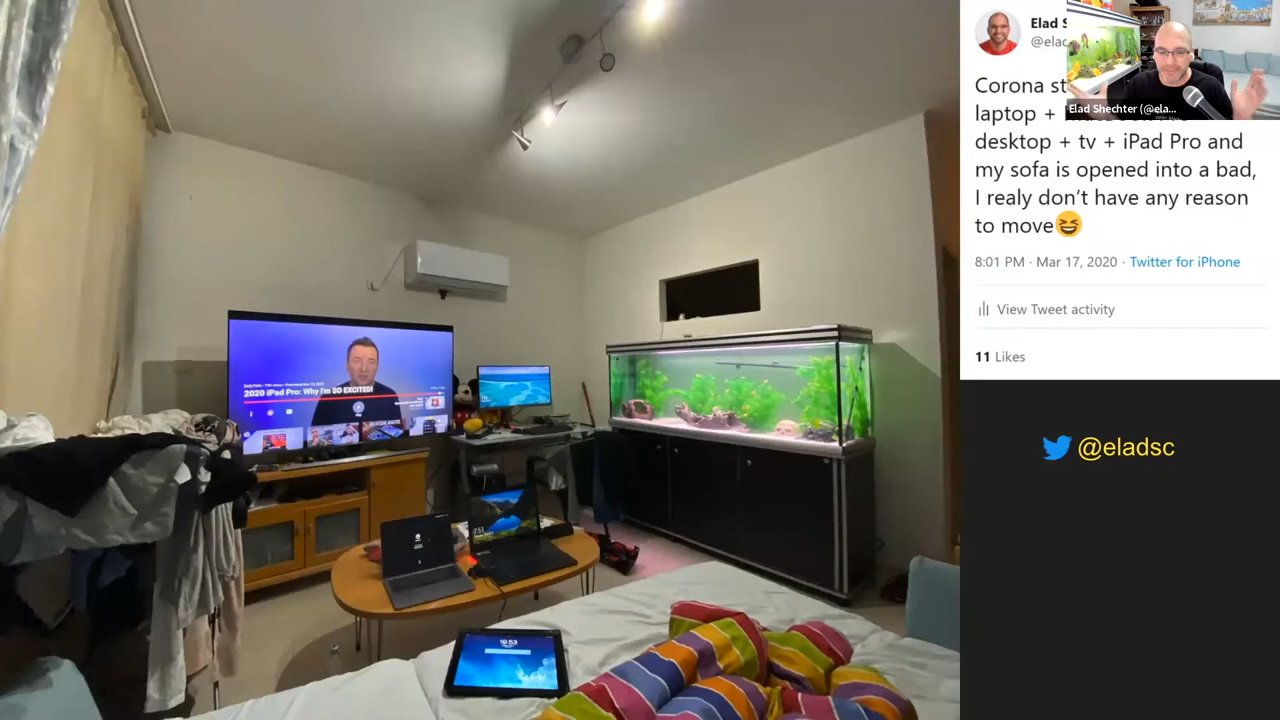 2020 iPad Pro: Why I'm SO EXCITED!
Elad S
@elad
Elad Shechter (@ela...
Corona st
laptop +
desktop + tv + iPad Pro and
my sofa is opened into a bad,
I realy don't have any reason
to move😆
8:01 PM · Mar 17, 2020 · Twitter for iPhone
View Tweet activity
11 Likes
@eladsc